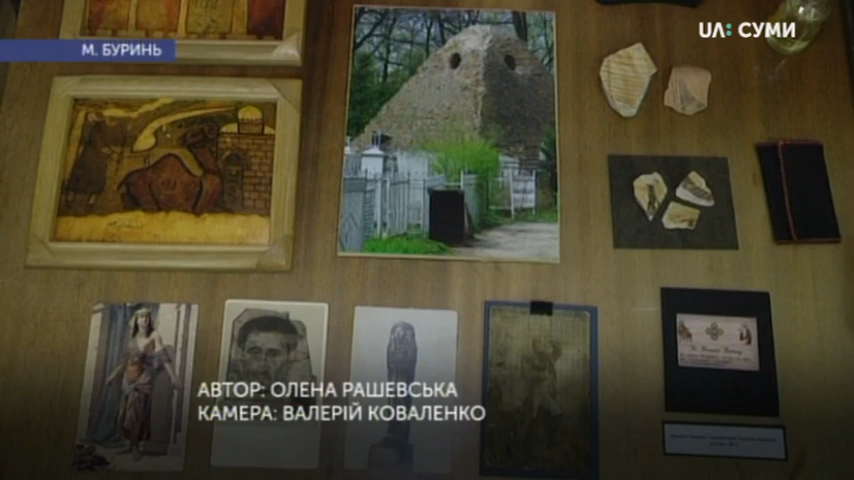 UA: СУМИ
М. БУРИНЬ
АВТОР: ОЛЕНА РАШЕВСЬКА
КАМЕРА: ВАЛЕРІЙ КОВАЛЕНКО